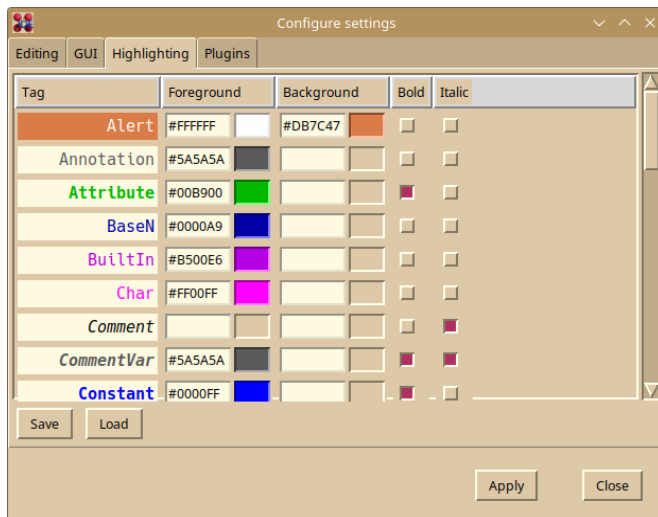 Configure settings
Editing GUI Highlighting Plugins
Tag Foreground Background Bold Italic
Alert #FFFFFF #DB7C47
Annotation #5A5A5A
Attribute #00B900
BaseN #0000A9
BuiltIn #B500E6
Char #FF00FF
Comment
CommentVar #5A5A5A
Constant #0000FF
Save Load
Apply Close